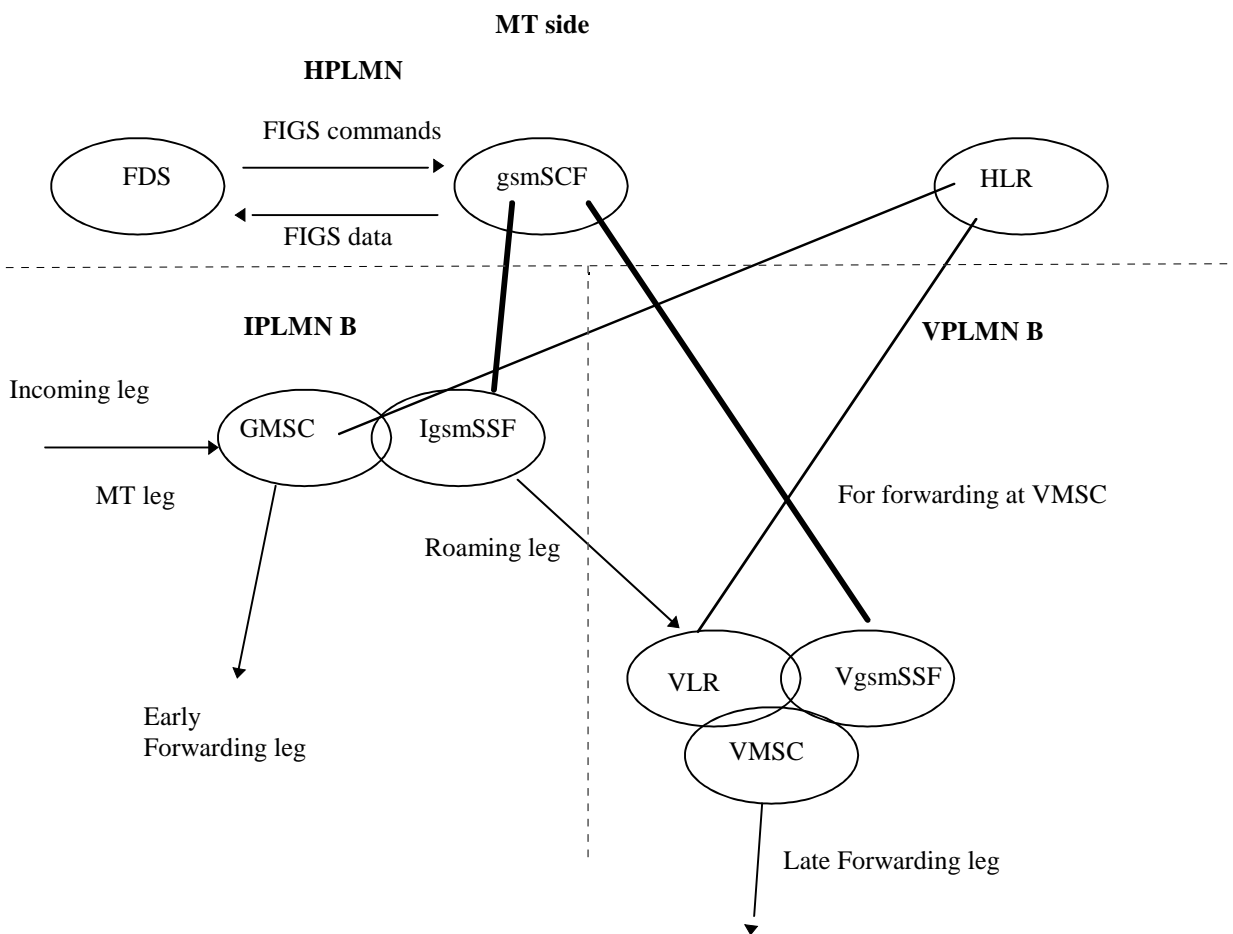 MT side
HPLMN
FIGS commands
FDS
gsmSCF
HLR
FIGS data
IPLMN B
VPLMN B
Incoming leg
GMSC
IgsmSSF
MT leg
For forwarding at VMSC
Roaming leg
VLR
VgsmSSF
Early
Forwarding leg
VMSC
Late Forwarding leg